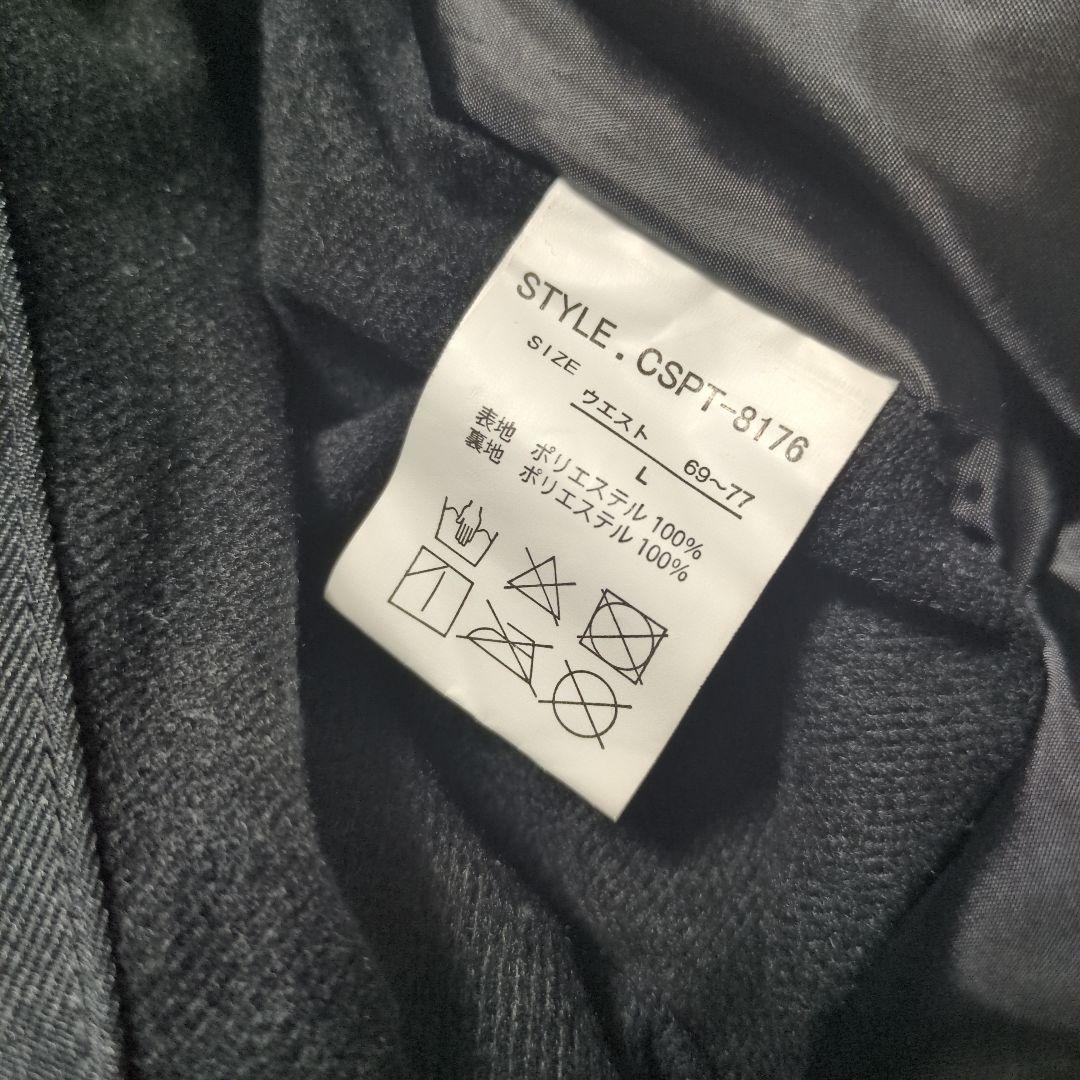 STYLE.CSPT-8176
SIZE
ウエスト 69～77
L
表地 ポリエステル 100%
裏地 ポリエステル 100%